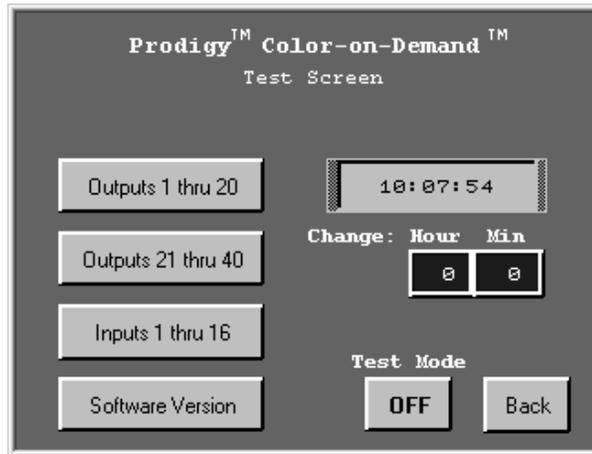 Prodigy™ Color-on-Demand™
Test Screen
Outputs 1 thru 20
10:07:54
Change: Hour Min
Outputs 21 thru 40
0 0
Inputs 1 thru 16
Test Mode
Software Version
OFF
Back